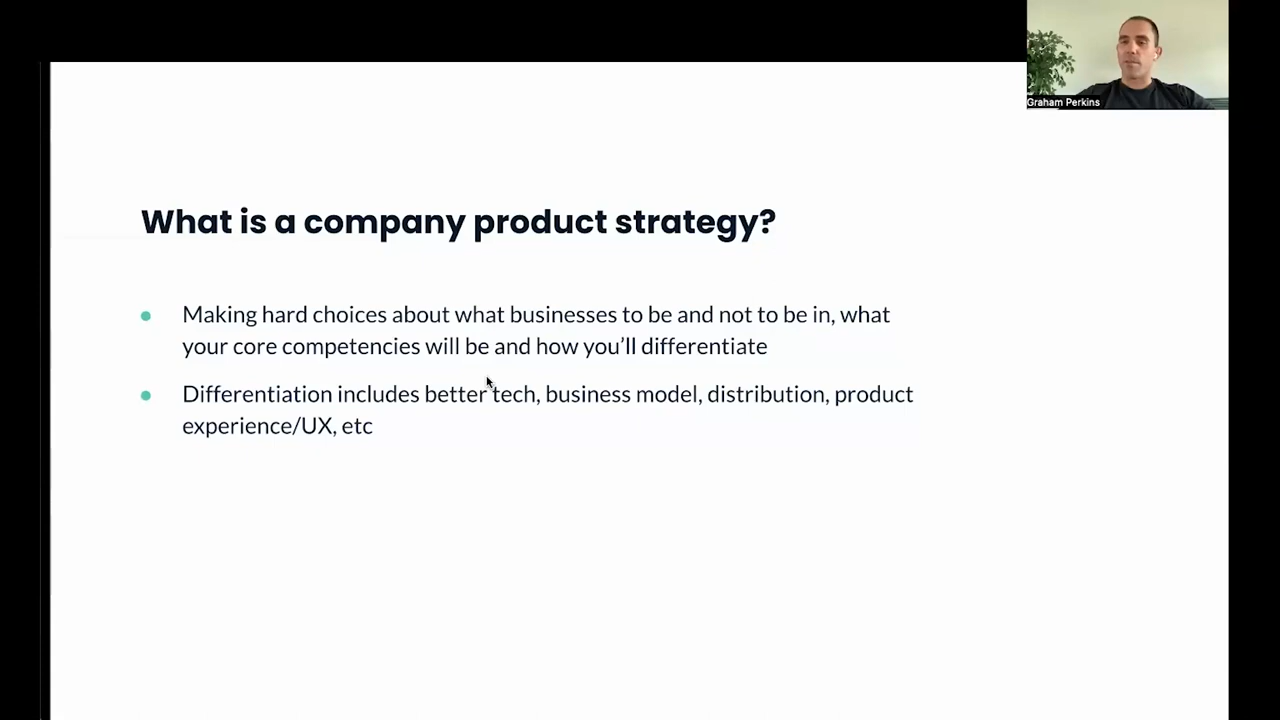 Graham Perkins
What is a company product strategy?
Making hard choices about what businesses to be and not to be in, what
your core competencies will be and how you’ll differentiate
Differentiation includes better tech, business model, distribution, product
experience/UX, etc